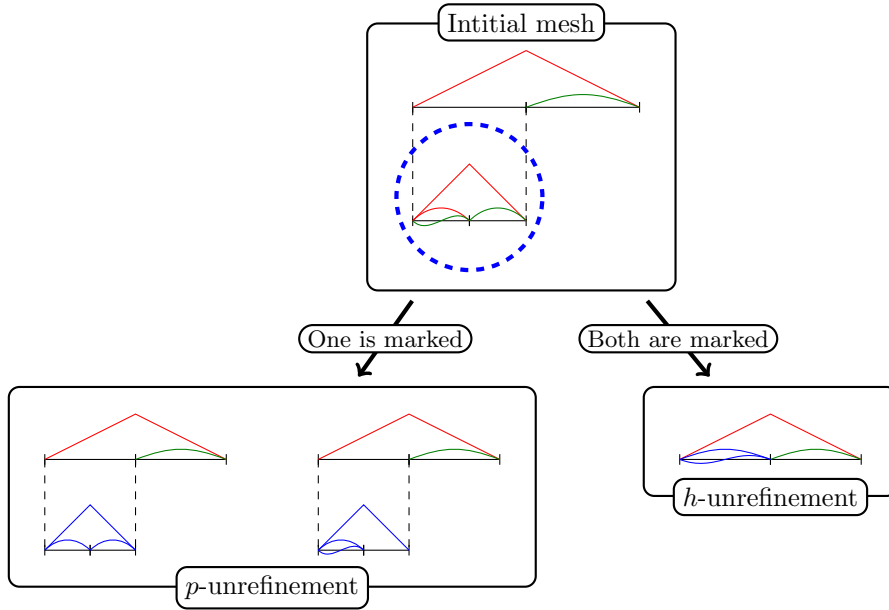 Intitial mesh
One is marked
Both are marked
h-unrefinement
p-unrefinement